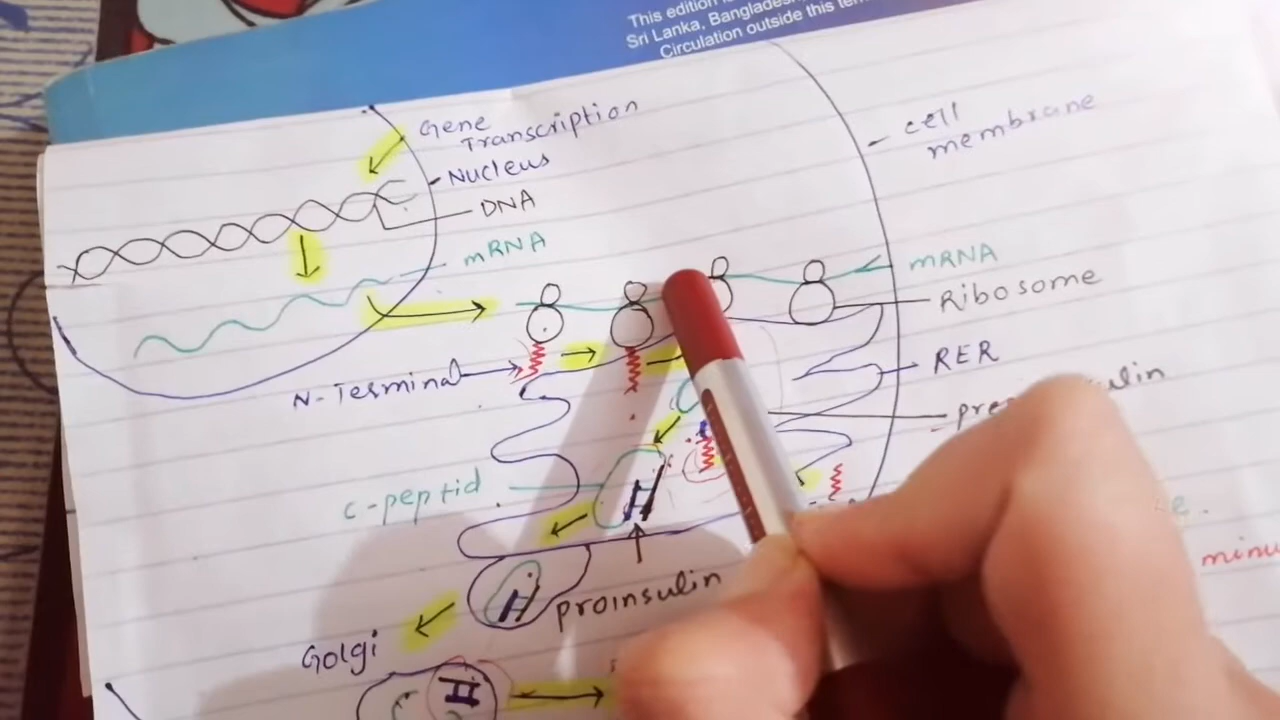 This edition
Sri Lanka, Bangladesh,
Circulation outside this
Gene
Transcription
Nucleus
DNA
mRNA
cell
membrane
mRNA
Ribosome
RER
N-Terminal
C-peptid
proinsulin
Golgi